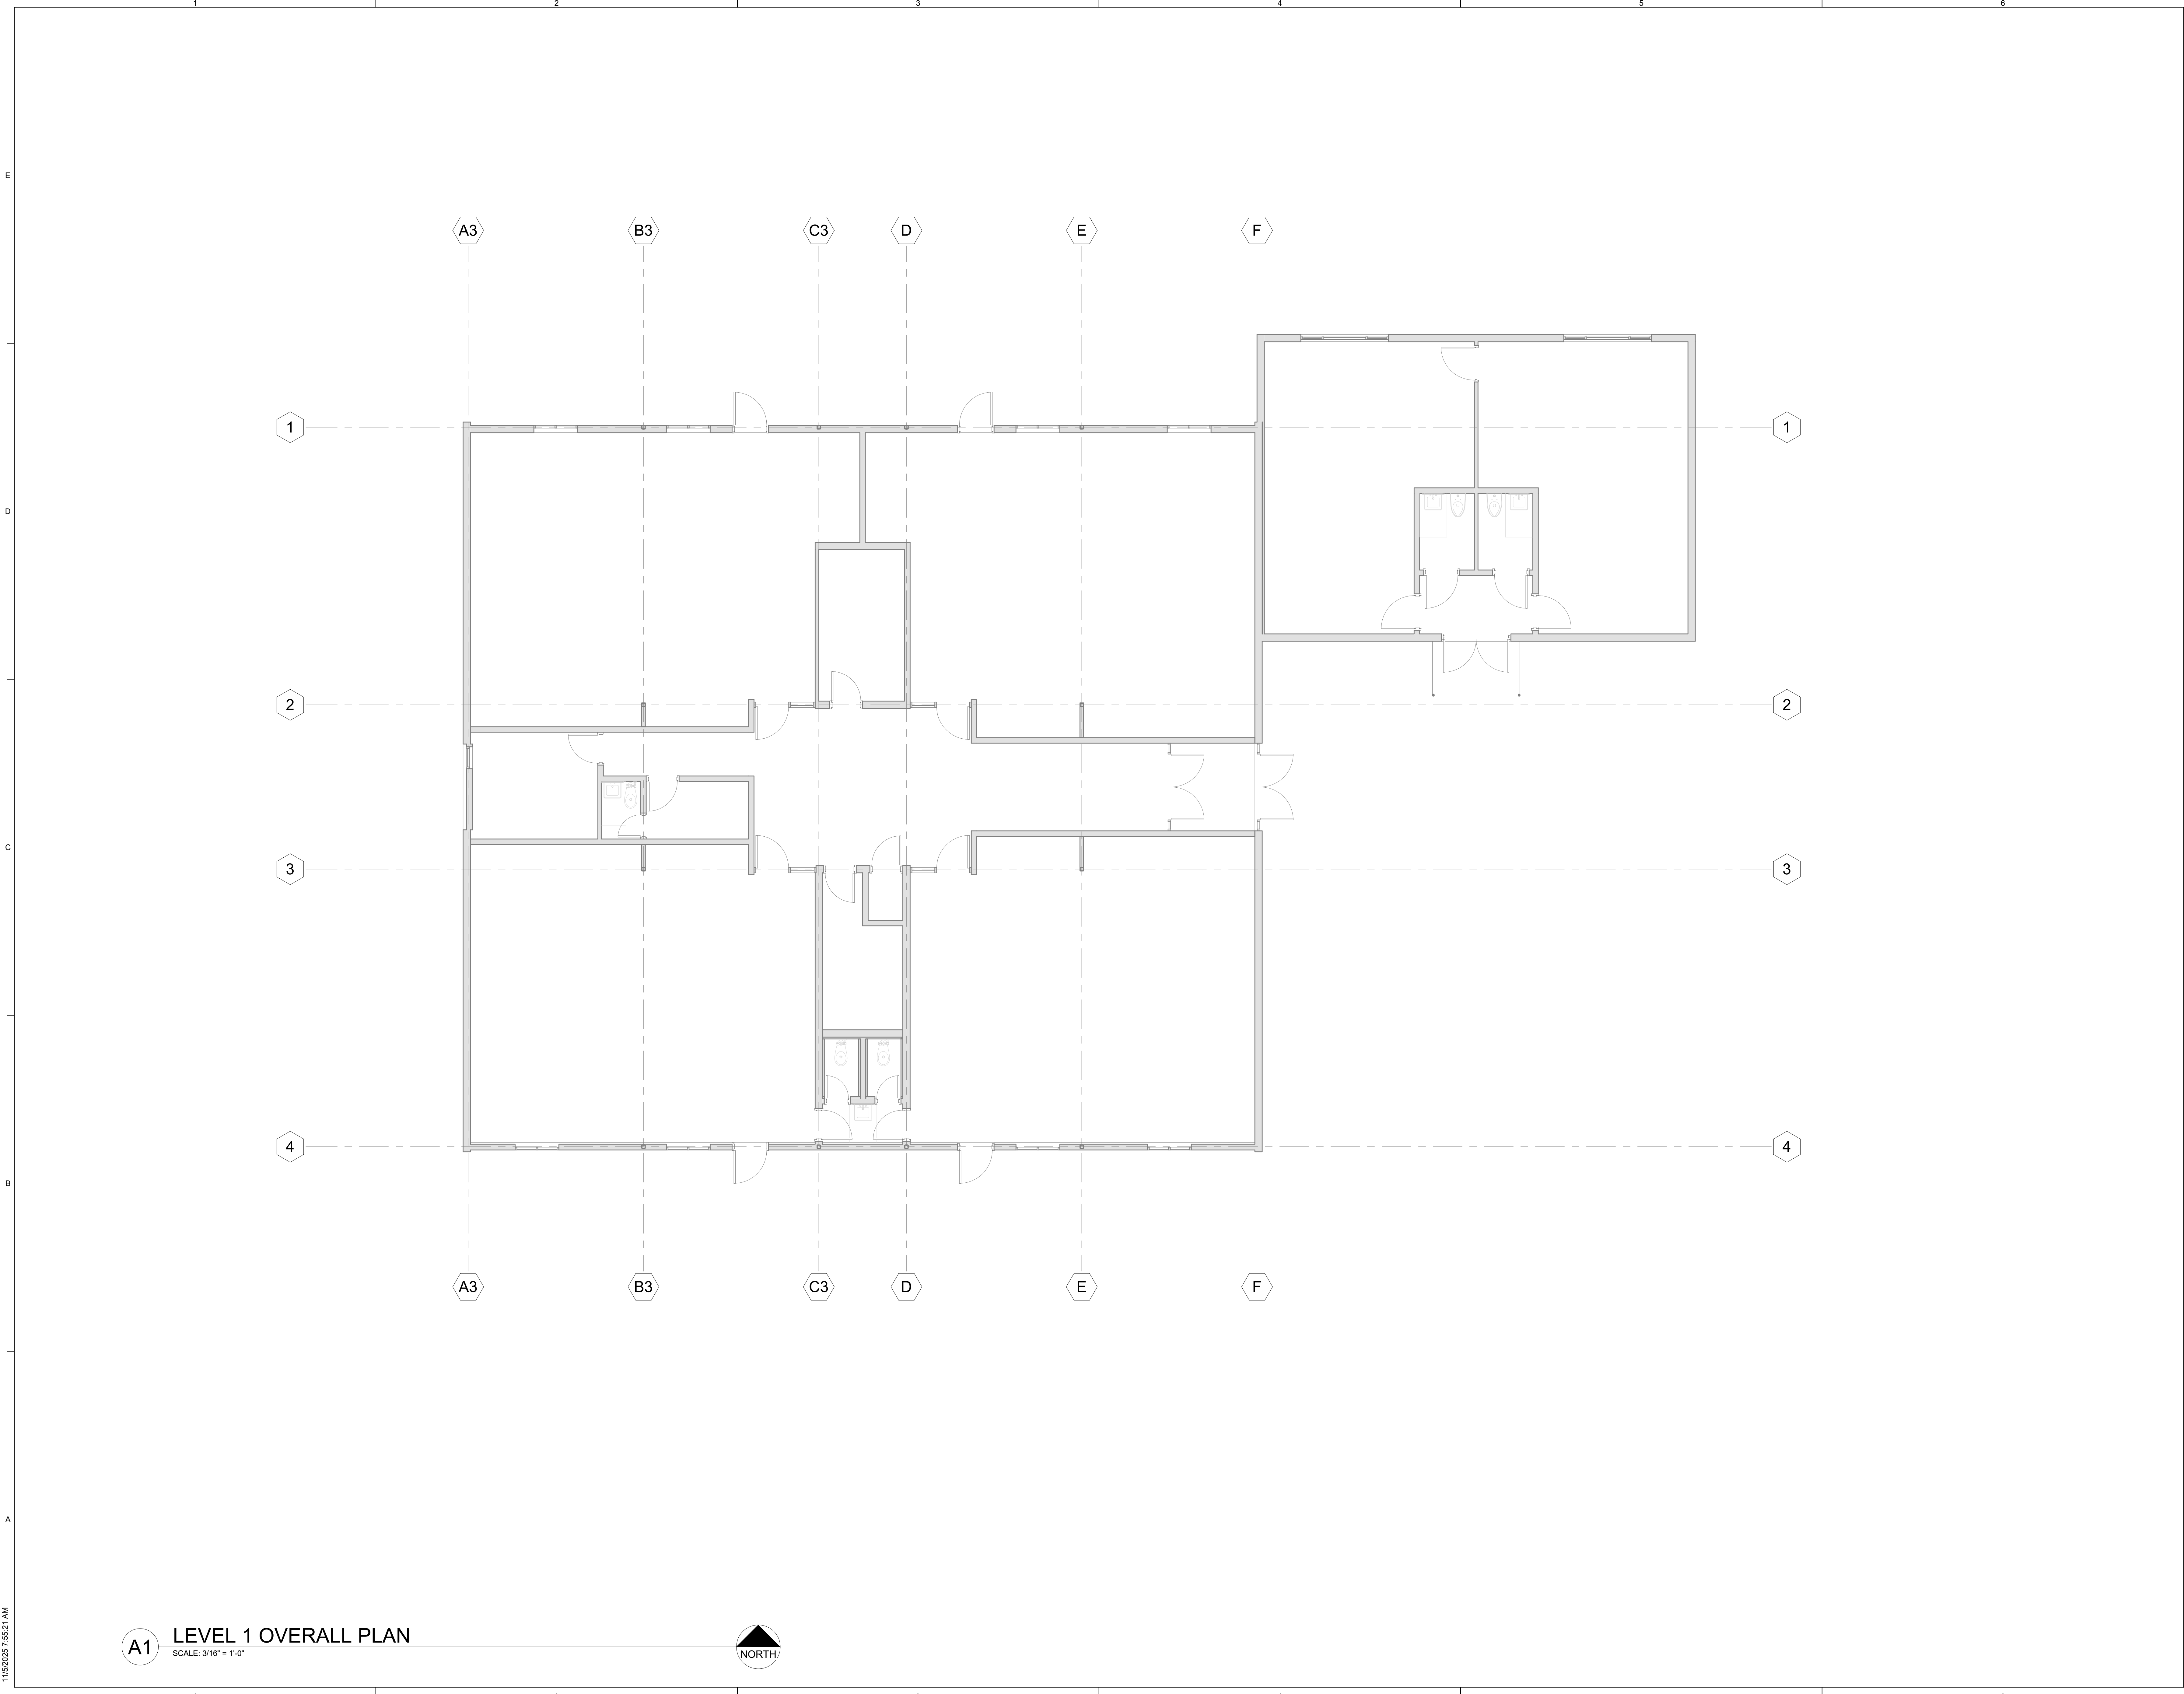 1 2 3 4 5 6
E
A3 B3 C3 D E F
1 1
D
2 2
C
3 3
4 4
B
A3 B3 C3 D E F
A
A1 LEVEL 1 OVERALL PLAN
SCALE: 3/16" = 1'-0"
NORTH
11/5/2025 7:55:21 AM